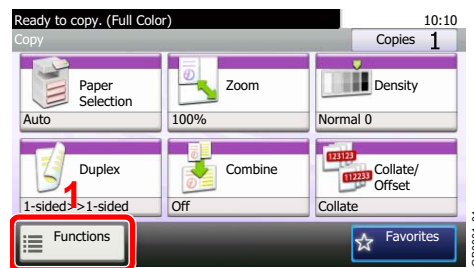 Ready to copy. (Full Color) 10:10
Copy Copies 1
Paper
Selection
Zoom
Density
Auto 100% Normal 0
Duplex
Combine
123123
112233
Collate/
Offset
1
1-sided>>1-sided Off Collate
Functions Favorites